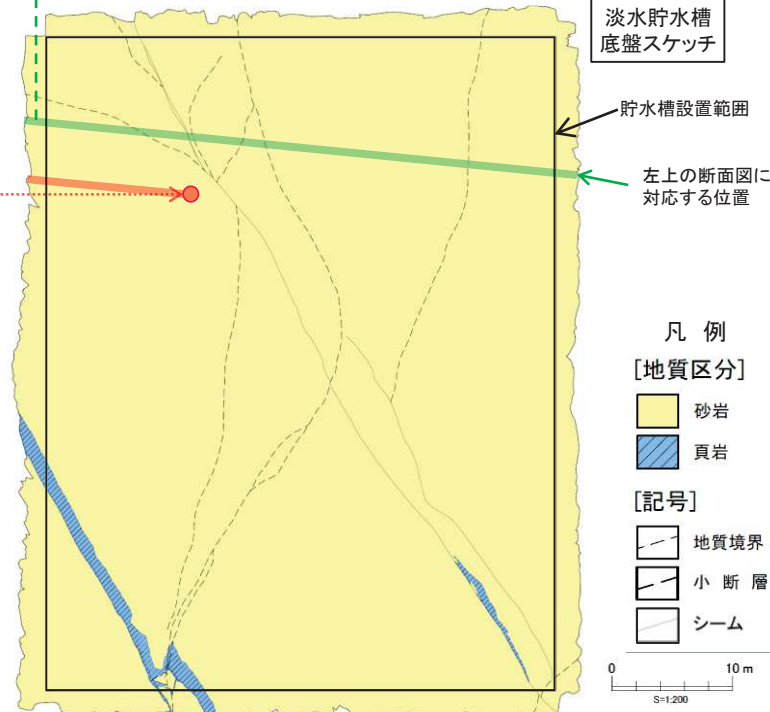 淡水貯水槽
底盤スケッチ
貯水槽設置範囲
左上の断面図に
対応する位置
凡 例
[地質区分]
砂岩
頁岩
[記号]
地質境界
小 断 層
シーム
0 10 m
S=1:200